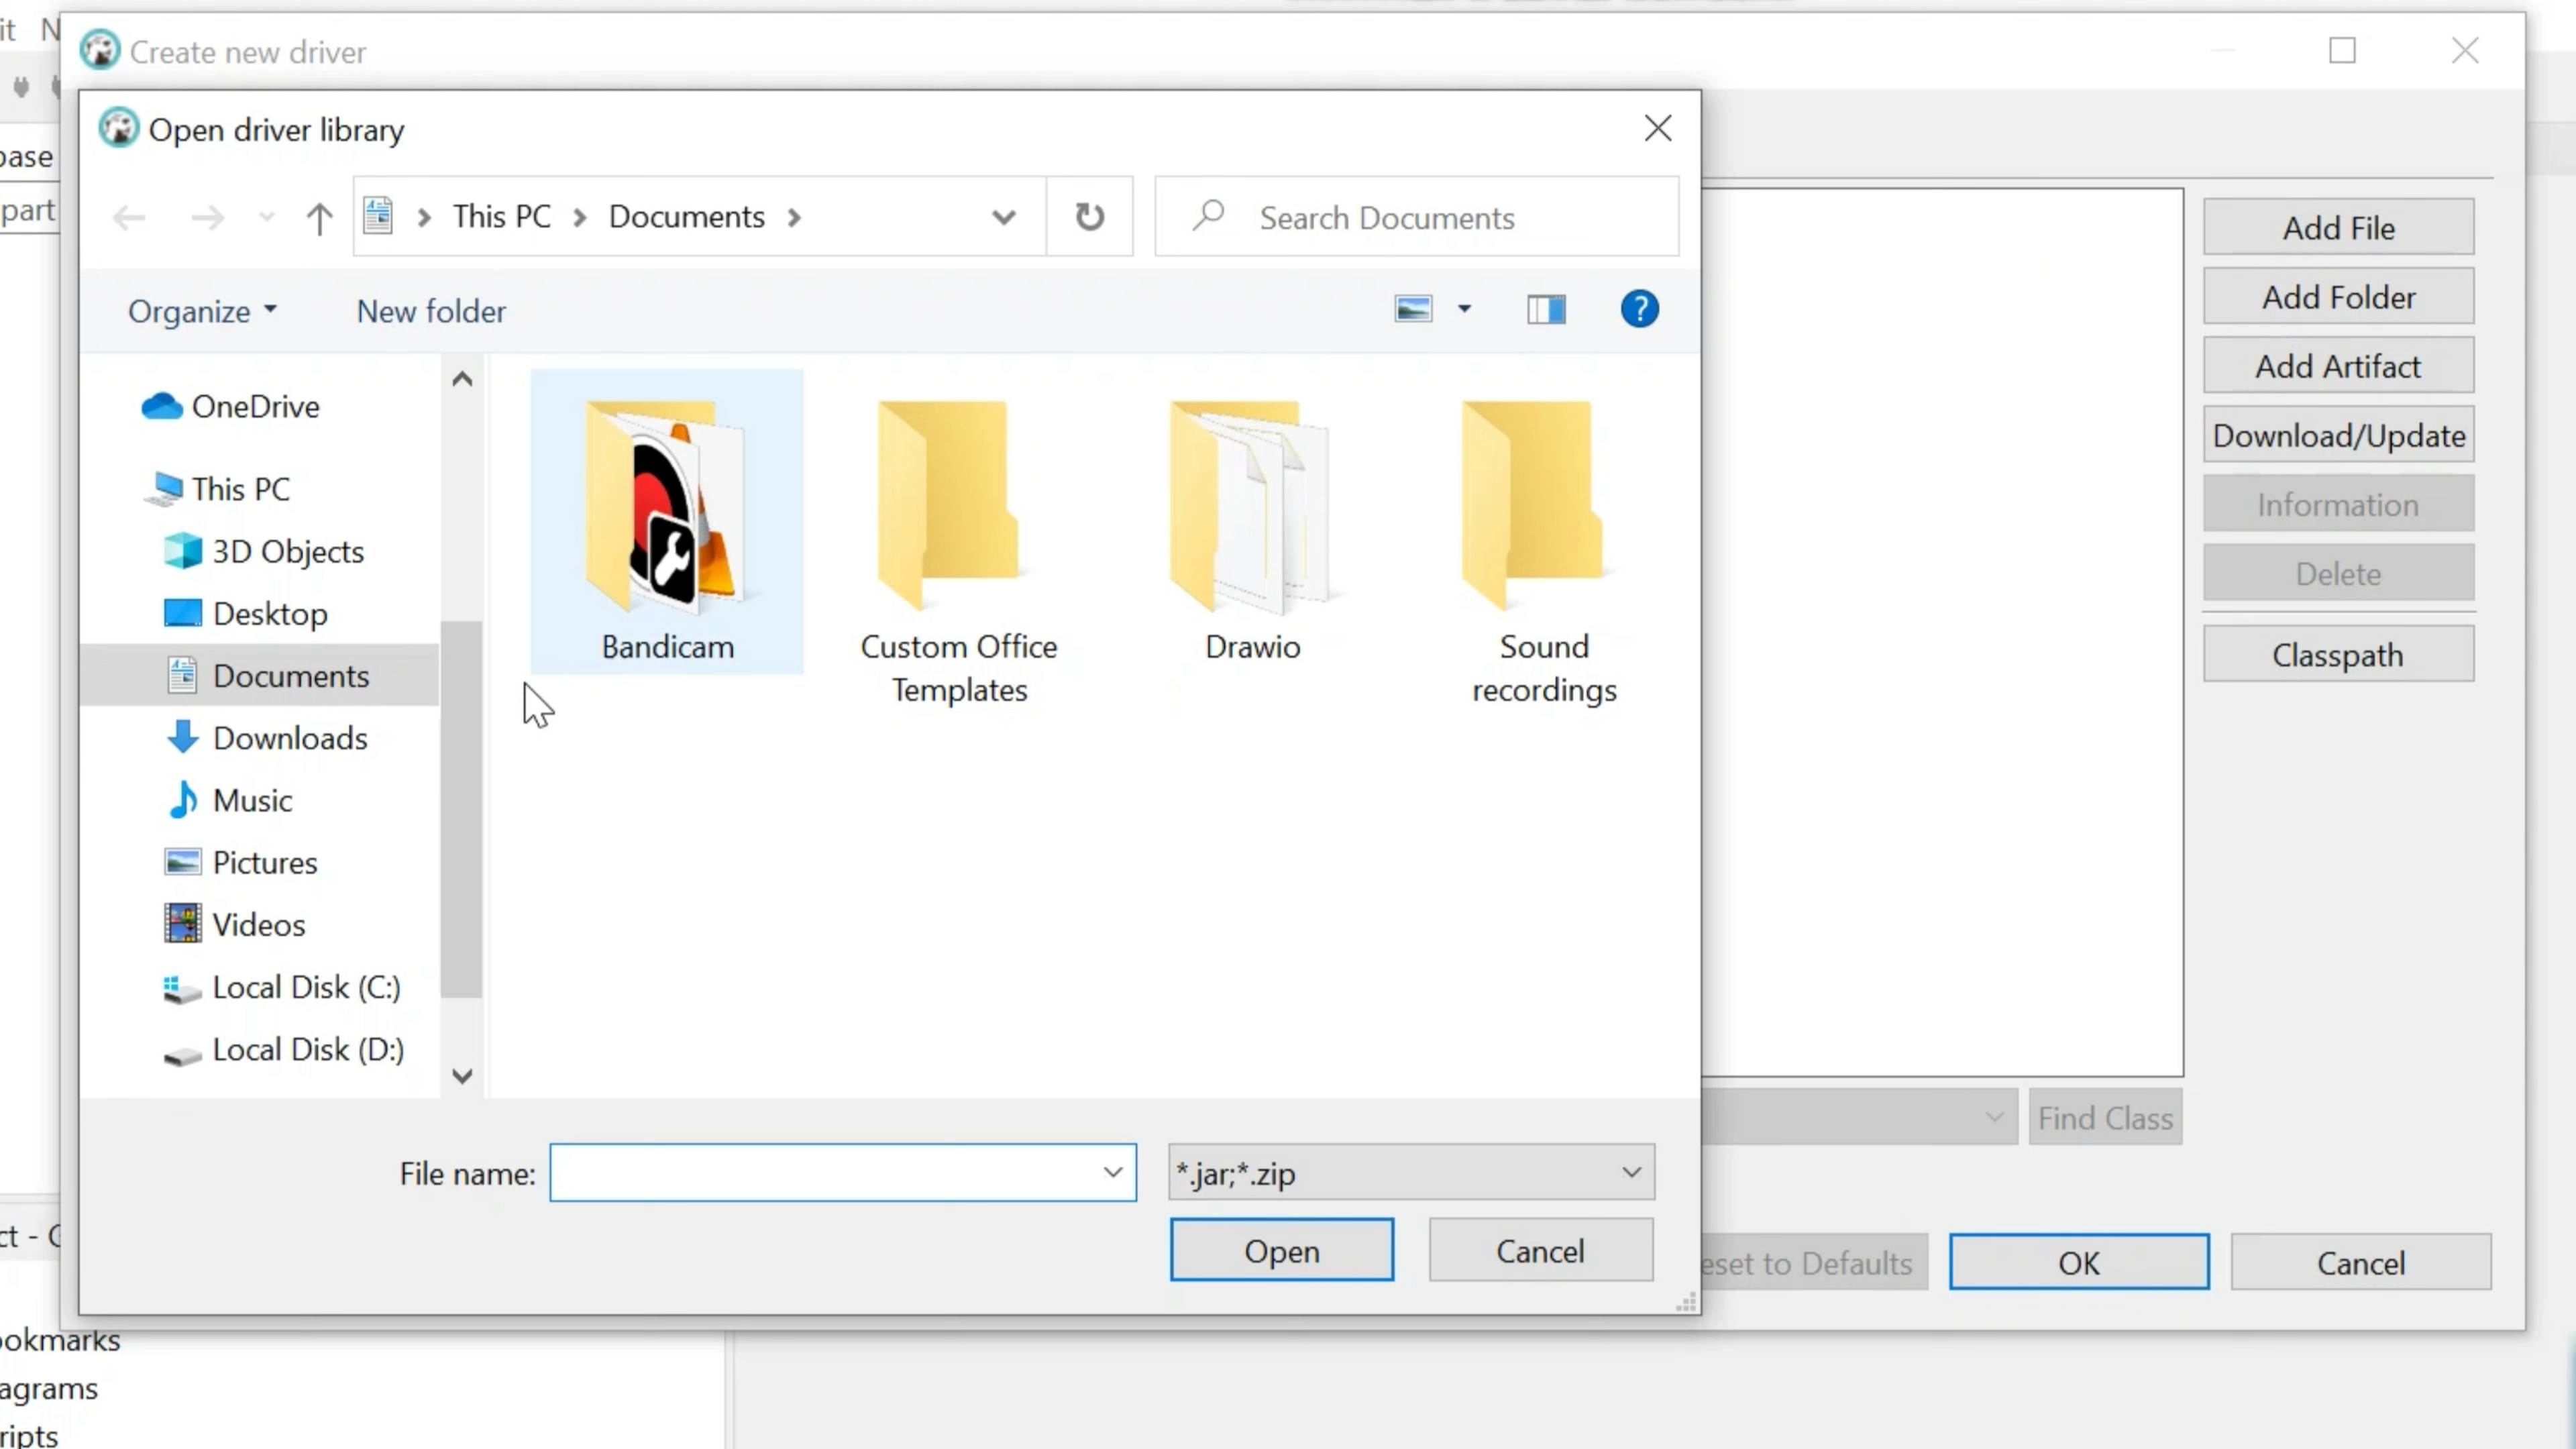 it
Create new driver
Open driver library
base
This PC
Documents
Search Documents
part
Add File
Add Folder
Add Artifact
Download/Update
Information
Delete
Classpath
Organize
New folder
OneDrive
This PC
3D Objects
Desktop
Documents
Downloads
Music
Pictures
Videos
Local Disk (C:)
Local Disk (D:)
Bandicam
Custom Office
Templates
Drawio
Sound
recordings
Find Class
File name:
*.jar;*.zip
Open
Cancel
eset to Defaults
OK
Cancel
ct - G
ookmarks
agrams
ripts